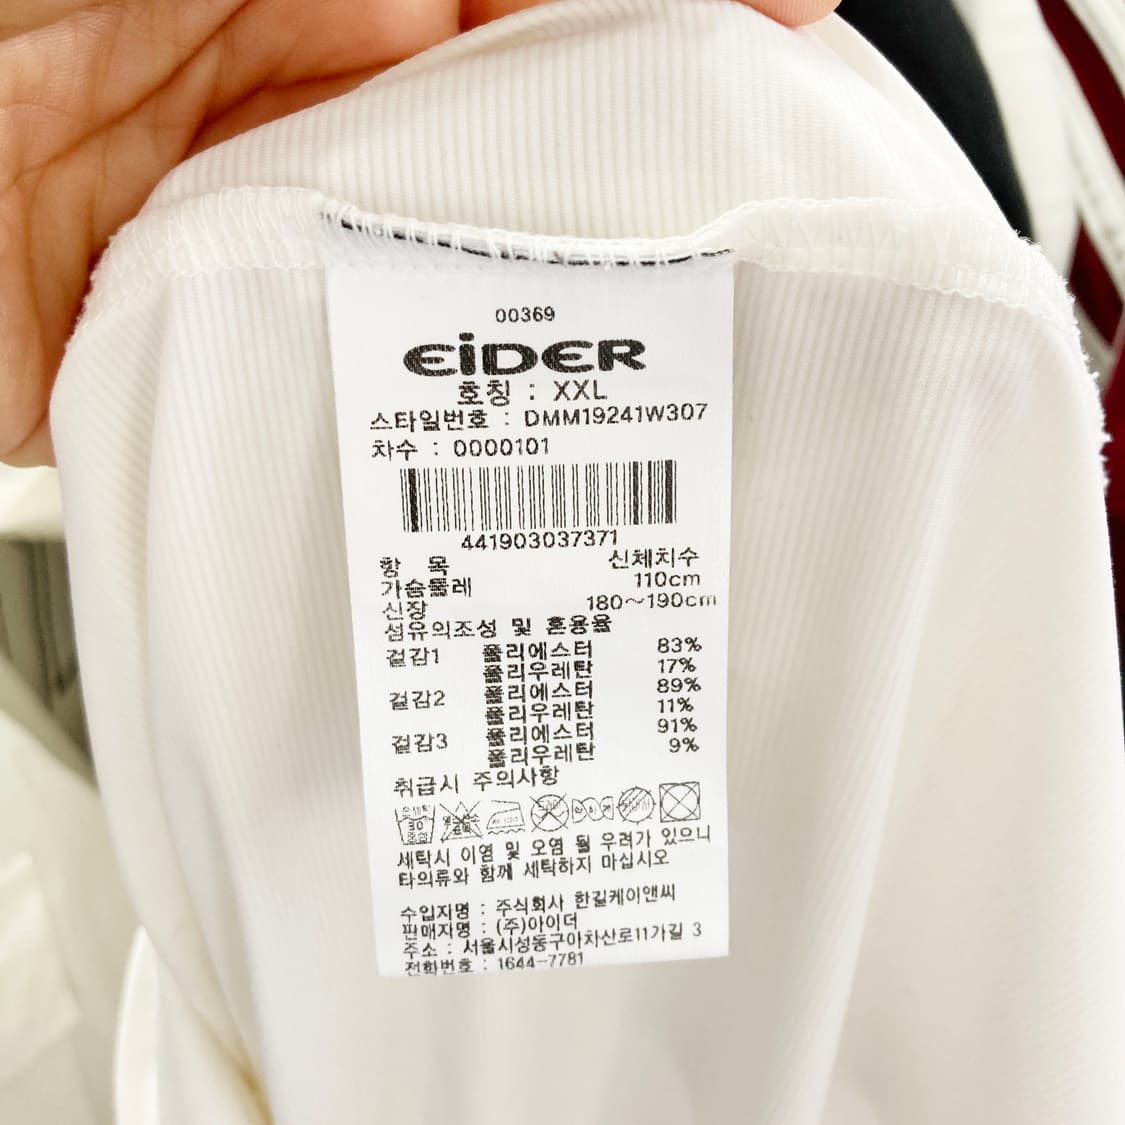 00369
EiDER
호칭 : XXL
스타일번호 : DMM19241W307
차수 : 0000101
441903037371
항 목 신체치수
가슴둘레 110cm
신장 180~190cm
섬유의조성 및 혼용율
겉감1 폴리에스터 83%
폴리우레탄 17%
겉감2 폴리에스터 89%
폴리우레탄 11%
겉감3 폴리에스터 91%
폴리우레탄 9%
취급시 주의사항
손세탁
30
중성
세탁시 이염 및 오염 될 우려가 있으니
타의류와 함께 세탁하지 마십시오
수입자명 : 주식회사 한길케이앤씨
판매자명 : (주)아이더
주소 : 서울시성동구아차산로11가길 3
전화번호 : 1644-7781